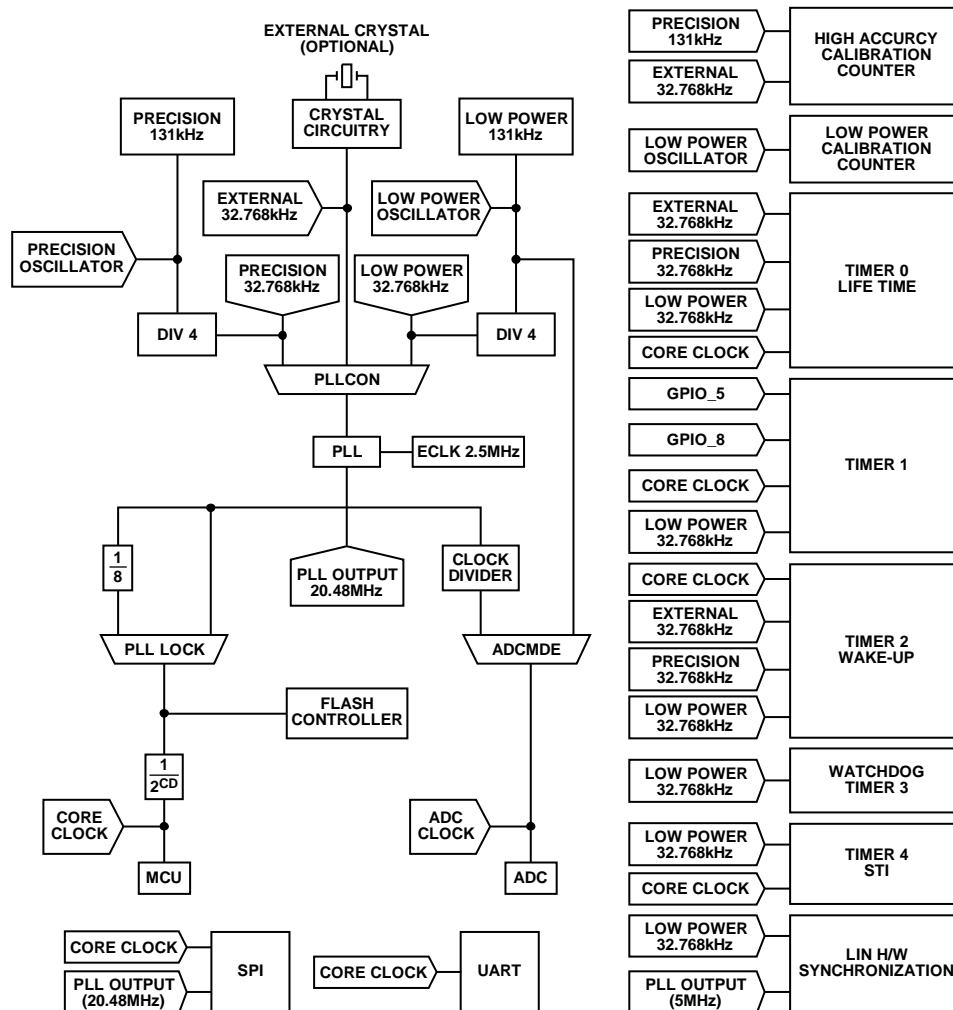 EXTERNAL CRYSTAL
(OPTIONAL)
PRECISION
131kHz
CRYSTAL
CIRCUITRY
LOW POWER
131kHz
EXTERNAL
32.768kHz
LOW POWER
OSCILLATOR
PRECISION
OSCILLATOR
PRECISION
32.768kHz
LOW POWER
32.768kHz
DIV 4
DIV 4
PLLCON
PLL
ECLK 2.5MHz
1
8
PLL OUTPUT
20.48MHz
CLOCK
DIVIDER
PLL LOCK
ADCMDE
FLASH
CONTROLLER
1
2CD
CORE
CLOCK
ADC
CLOCK
MCU
ADC
CORE CLOCK
PLL OUTPUT
(20.48MHz)
SPI
CORE CLOCK
UART
PRECISION
131kHz
EXTERNAL
32.768kHz
HIGH ACCURCY
CALIBRATION
COUNTER
LOW POWER
OSCILLATOR
LOW POWER
CALIBRATION
COUNTER
EXTERNAL
32.768kHz
PRECISION
32.768kHz
LOW POWER
32.768kHz
CORE CLOCK
TIMER 0
LIFE TIME
GPIO_5
GPIO_8
CORE CLOCK
LOW POWER
32.768kHz
TIMER 1
CORE CLOCK
EXTERNAL
32.768kHz
PRECISION
32.768kHz
LOW POWER
32.768kHz
TIMER 2
WAKE-UP
LOW POWER
32.768kHz
WATCHDOG
TIMER 3
LOW POWER
32.768kHz
CORE CLOCK
TIMER 4
STI
LOW POWER
32.768kHz
PLL OUTPUT
(5MHz)
LIN H/W
SYNCHRONIZATION